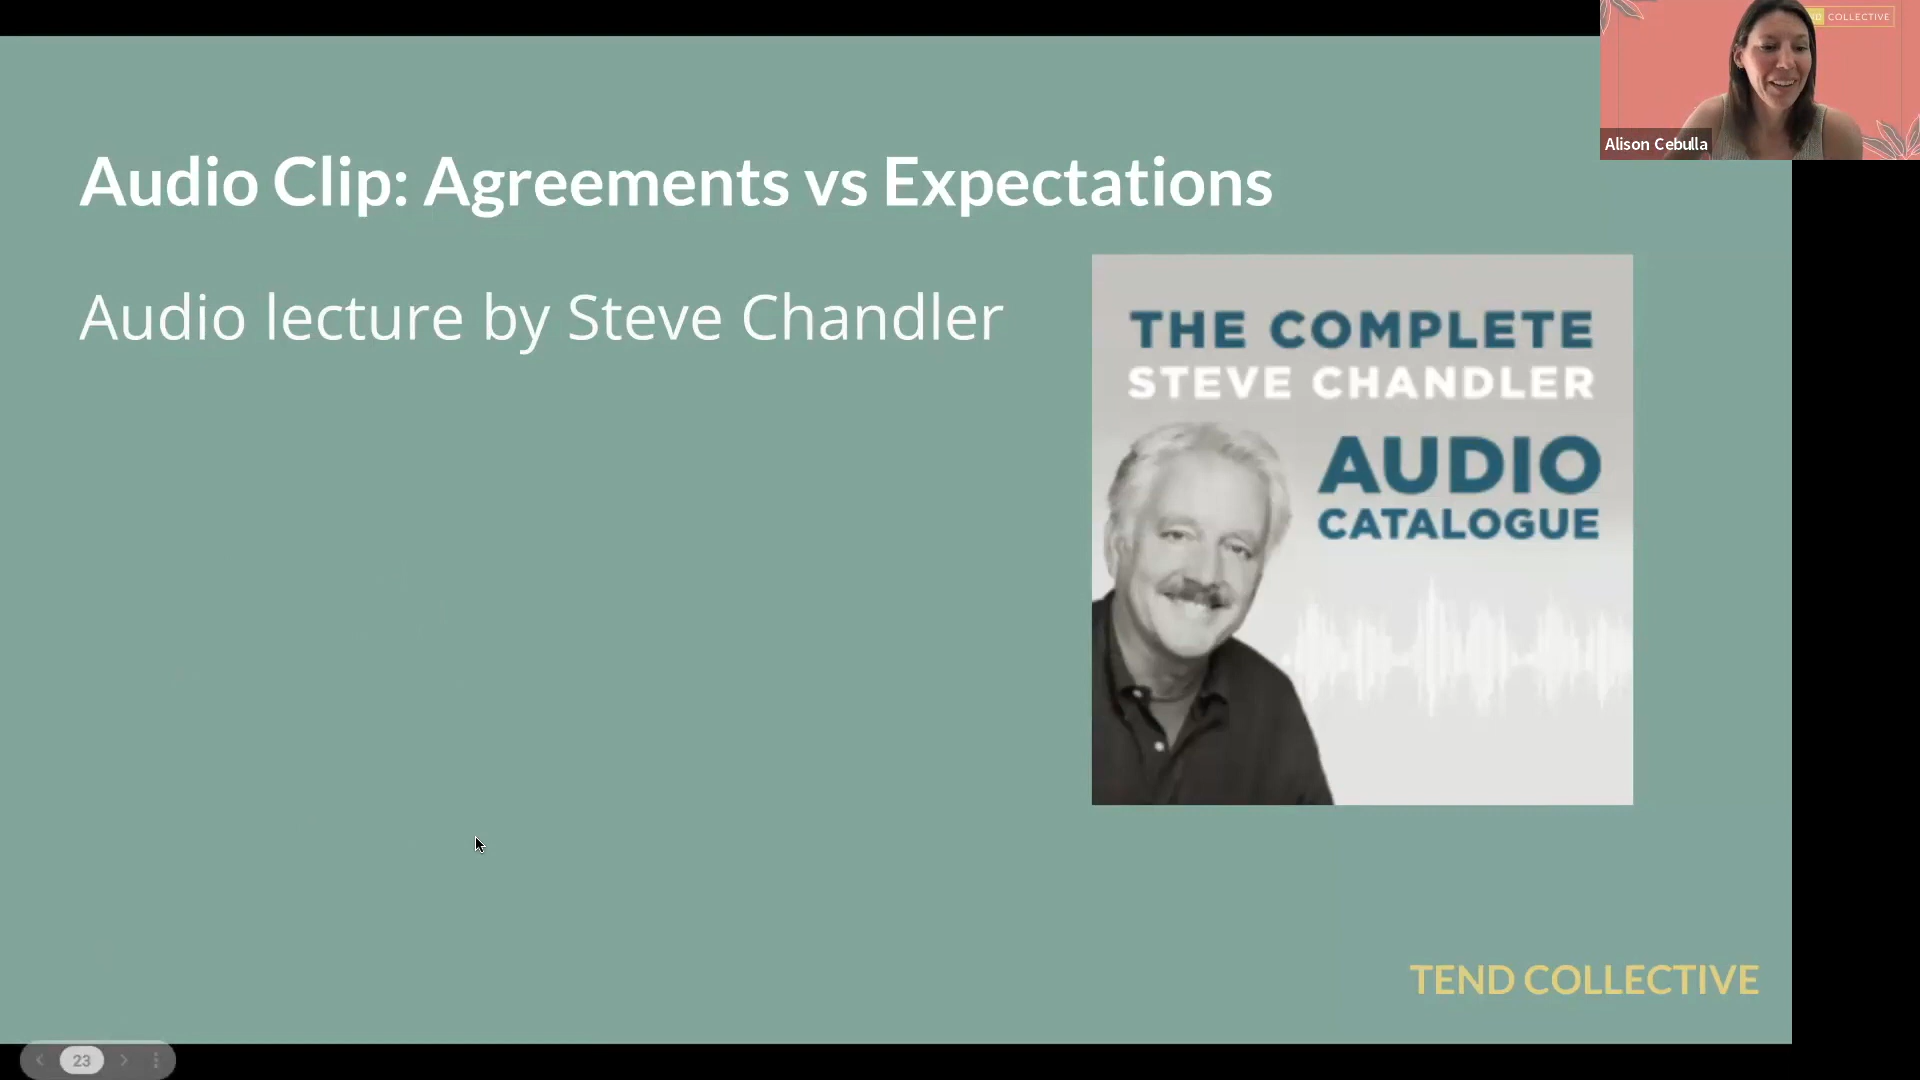 COLLECTIVE
Alison Cebulla
Audio Clip: Agreements vs Expectations
Audio lecture by Steve Chandler
THE COMPLETE
STEVE CHANDLER
AUDIO
CATALOGUE
TEND COLLECTIVE
23